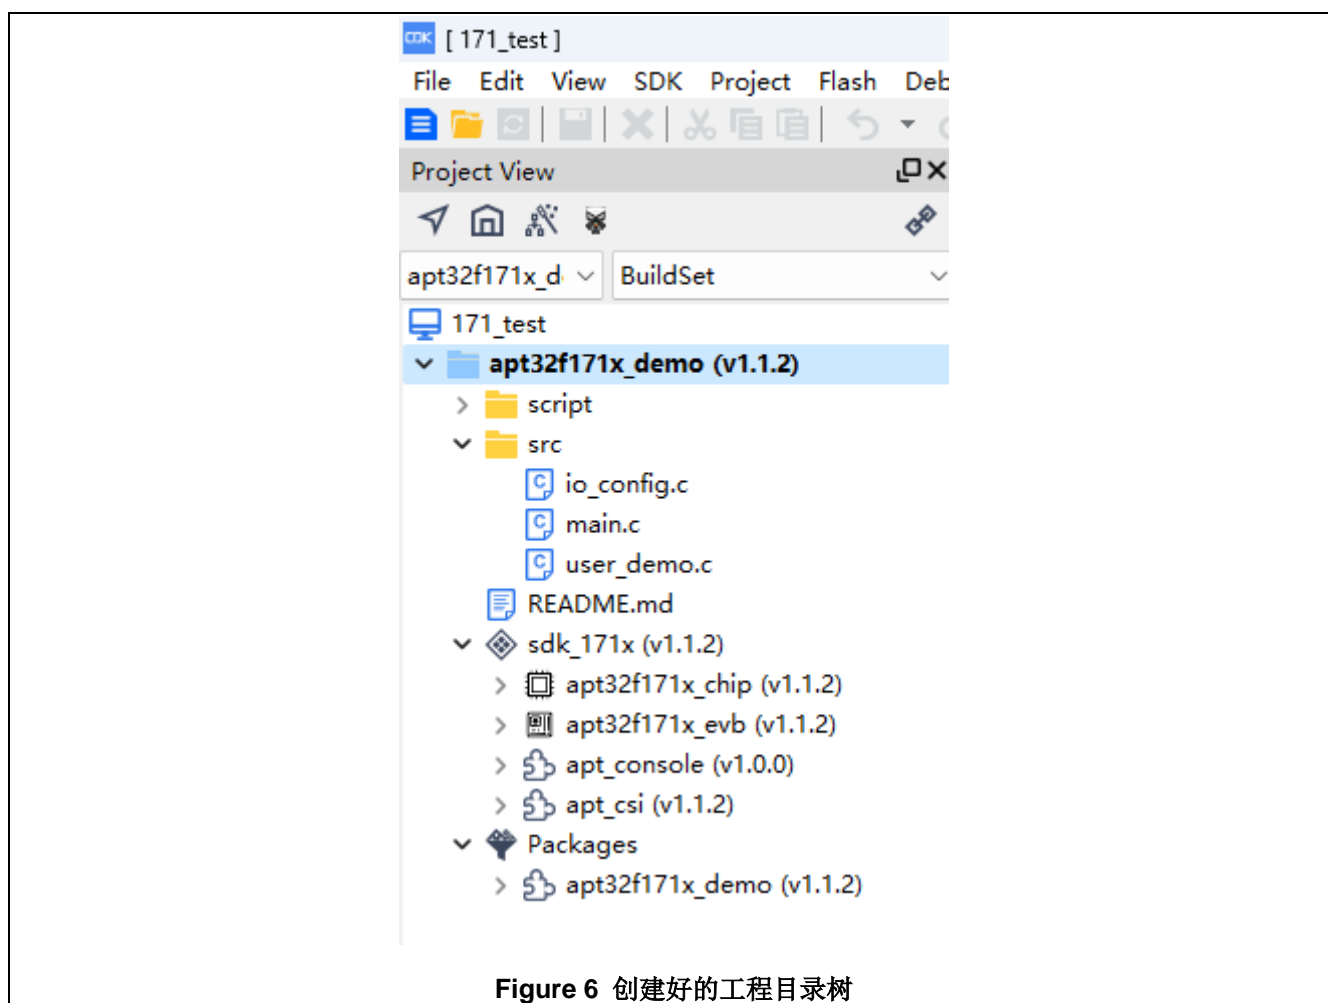 CDK [ 171_test ]
File Edit View SDK Project Flash Deb
Project View
apt32f171x_d BuildSet
171_test
apt32f171x_demo (v1.1.2)
script
src
io_config.c
main.c
user_demo.c
README.md
sdk_171x (v1.1.2)
apt32f171x_chip (v1.1.2)
apt32f171x_evb (v1.1.2)
apt_console (v1.0.0)
apt_csi (v1.1.2)
Packages
apt32f171x_demo (v1.1.2)
Figure 6 创建好的工程目录树